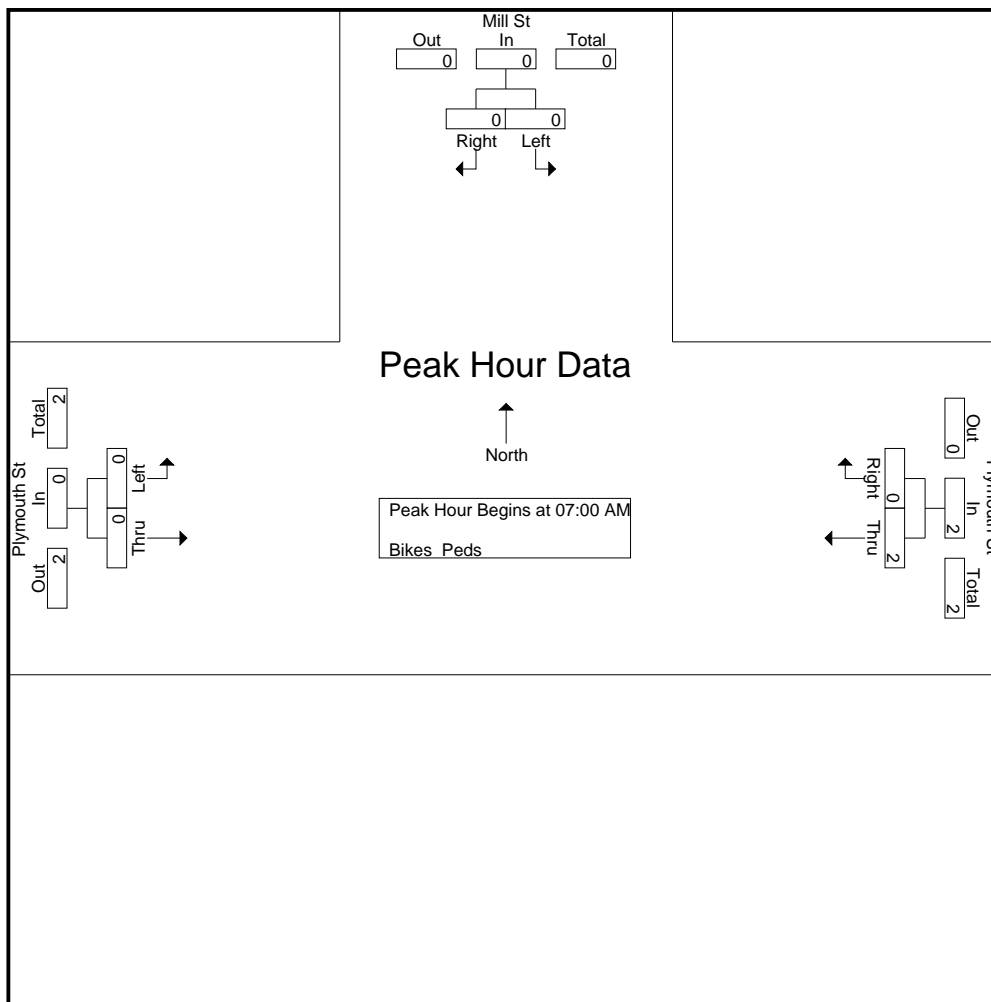 Mill St
Out In Total
0 0 0
0 0
Right Left
Peak Hour Data
North
Peak Hour Begins at 07:00 AM
Bikes Peds
Plymouth St
Out In Total
2 0 2
0 0
Thru Left
Plymouth St
Out In Total
0 2 2
0 2
Right Thru